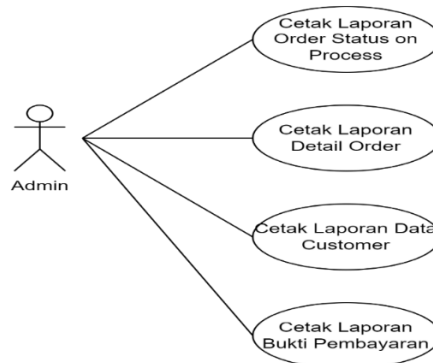 Cetak Laporan
Order Status on
Process
Cetak Laporan
Detail Order
Admin
Cetak Laporan Data
Customer
Cetak Laporan
Bukti Pembayaran